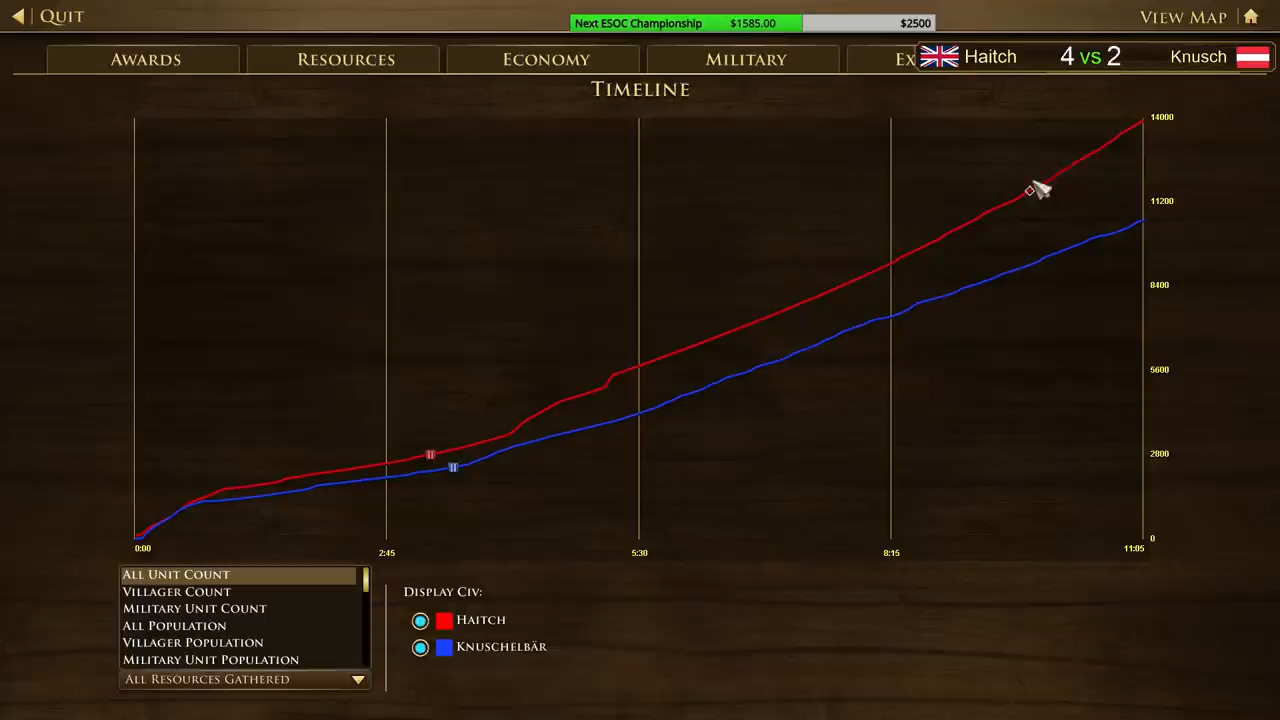 Quit
Next ESOC Championship $1585.00 $2500
View Map
Awards
Resources
Economy
Military
Ex
Haitch 4 vs 2 Knusch
Timeline
14000
11200
8400
5600
2800
0
0:00
2:45
5:30
8:15
11:05
All Unit Count
Villager Count
Military Unit Count
All Population
Villager Population
Military Unit Population
All Resources Gathered
Display Civ:
Haitch
Knuschelbär